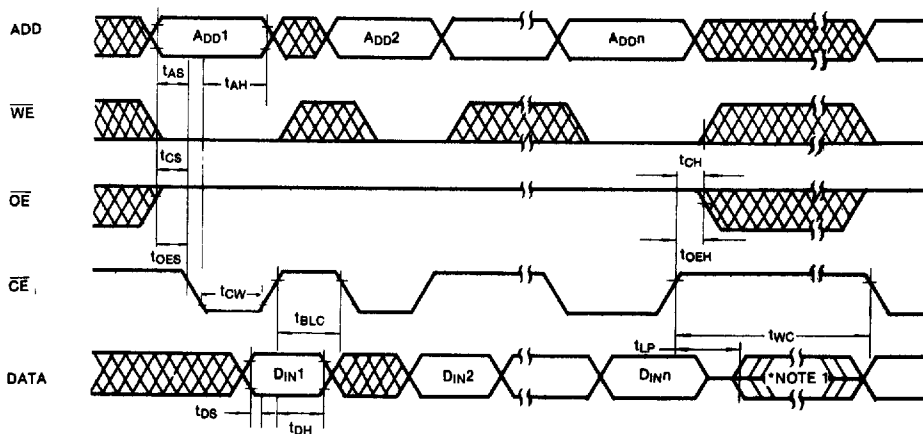 ADD
ADD1
ADD2
ADDn
tAS
tAH
WE
tCS
tCH
OE
tOES
tOEH
CE
tCW
tBLC
tWC
tLP
DATA
DIN1
DIN2
DINn
*NOTE 1
tDS
tDH